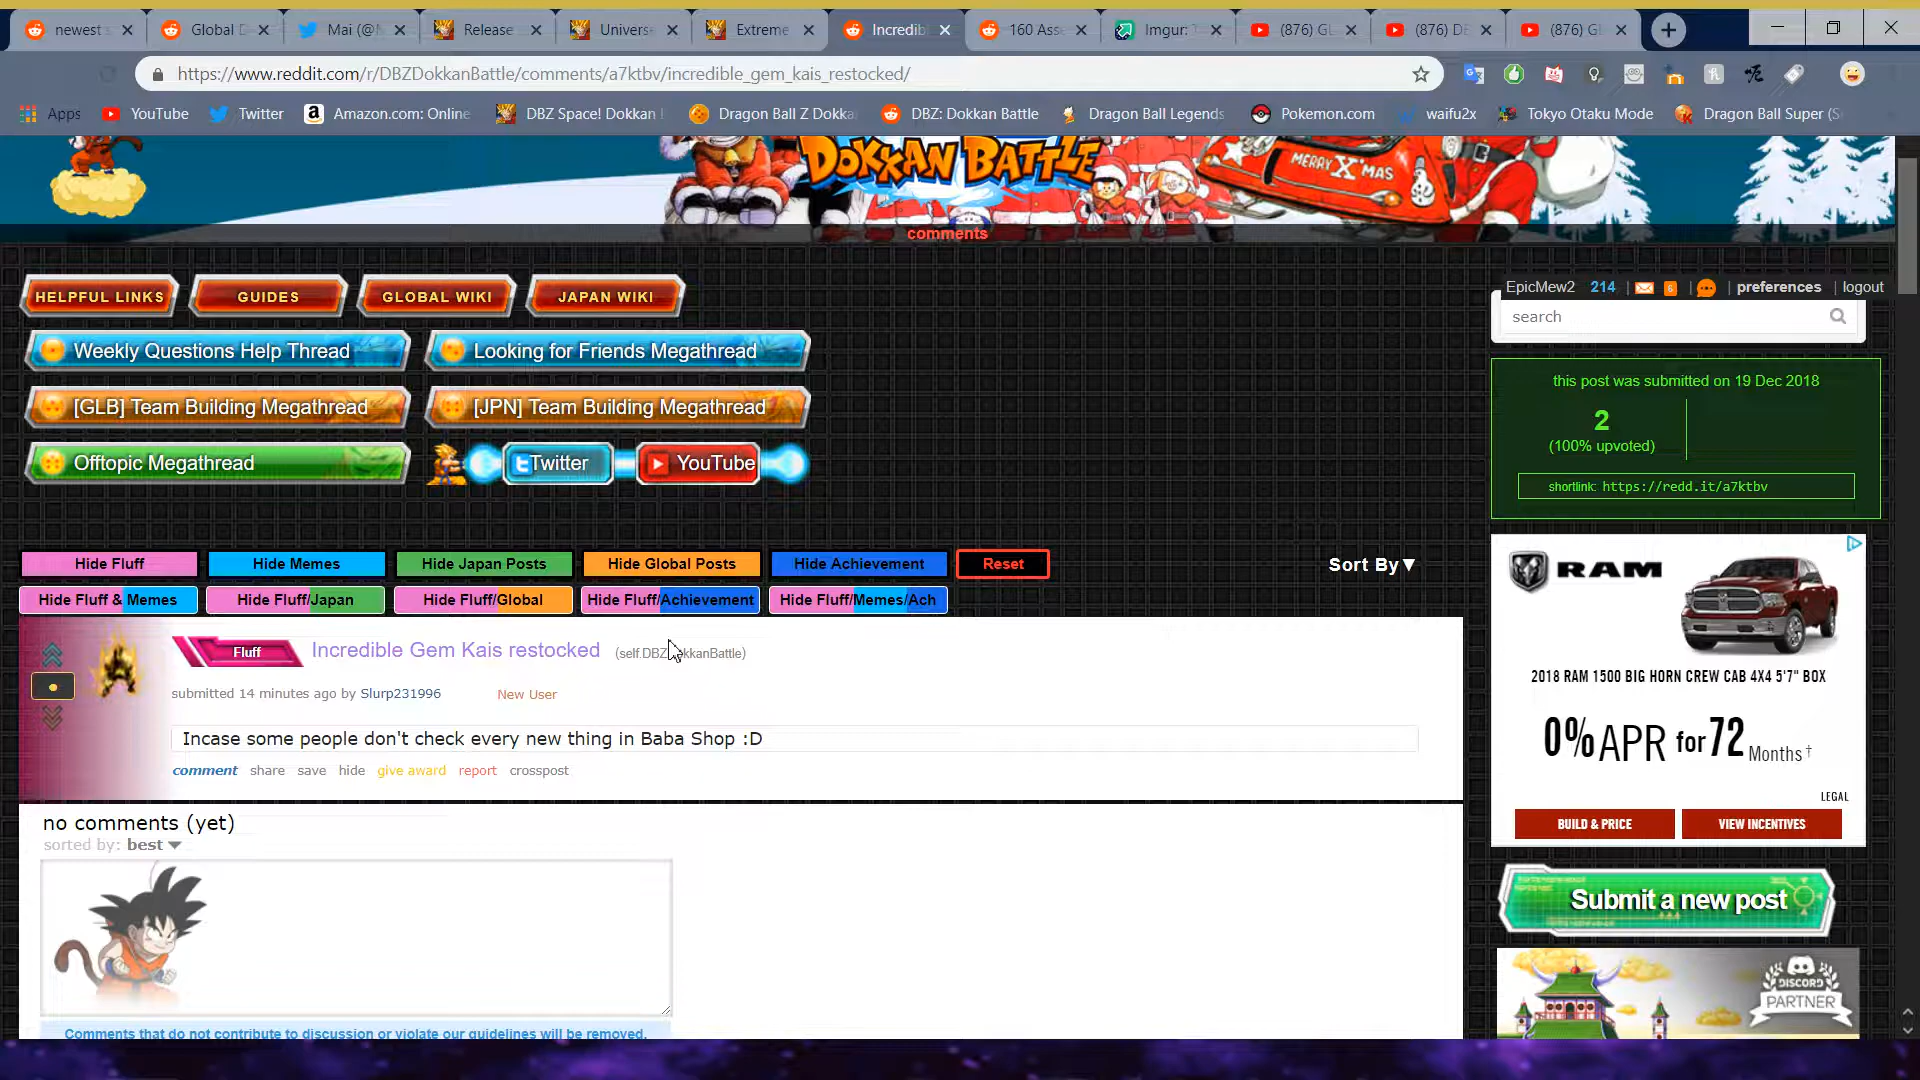 newest s
Global D
Mai (@N
Release
Universe
Extreme
Incredib
160 Asse
Imgur: T
(876) GL
(876) DE
(876) G
https://www.reddit.com/r/DBZDokkanBattle/comments/a7ktbv/incredible_gem_kais_restocked/
Apps
YouTube
Twitter
Amazon.com: Online
DBZ Space! Dokkan
Dragon Ball Z Dokka
DBZ: Dokkan Battle
Dragon Ball Legends
Pokemon.com
waifu2x
Tokyo Otaku Mode
Dragon Ball Super (S
DOKKAN BATTLE
MERRY X'MAS
comments
HELPFUL LINKS
GUIDES
GLOBAL WIKI
JAPAN WIKI
EpicMew2 214 | 6 | | preferences | logout
search
Weekly Questions Help Thread
Looking for Friends Megathread
[GLB] Team Building Megathread
[JPN] Team Building Megathread
Offtopic Megathread
Twitter
YouTube
this post was submitted on 19 Dec 2018
2
(100% upvoted)
shortlink: https://redd.it/a7ktbv
Hide Fluff
Hide Memes
Hide Japan Posts
Hide Global Posts
Hide Achievement
Reset
Sort By▼
Hide Fluff & Memes
Hide Fluff/Japan
Hide Fluff/Global
Hide Fluff/Achievement
Hide Fluff/Memes/Ach
Fluff
Incredible Gem Kais restocked (self.DBZDokkanBattle)
submitted 14 minutes ago by Slurp231996 New User
Incase some people don't check every new thing in Baba Shop :D
comment share save hide give award report crosspost
no comments (yet)
sorted by: best
Comments that do not contribute to discussion or violate our guidelines will be removed.
RAM
2018 RAM 1500 BIG HORN CREW CAB 4X4 5'7" BOX
0% APR for 72 Months †
LEGAL
BUILD & PRICE
VIEW INCENTIVES
Submit a new post
DISCORD
PARTNER